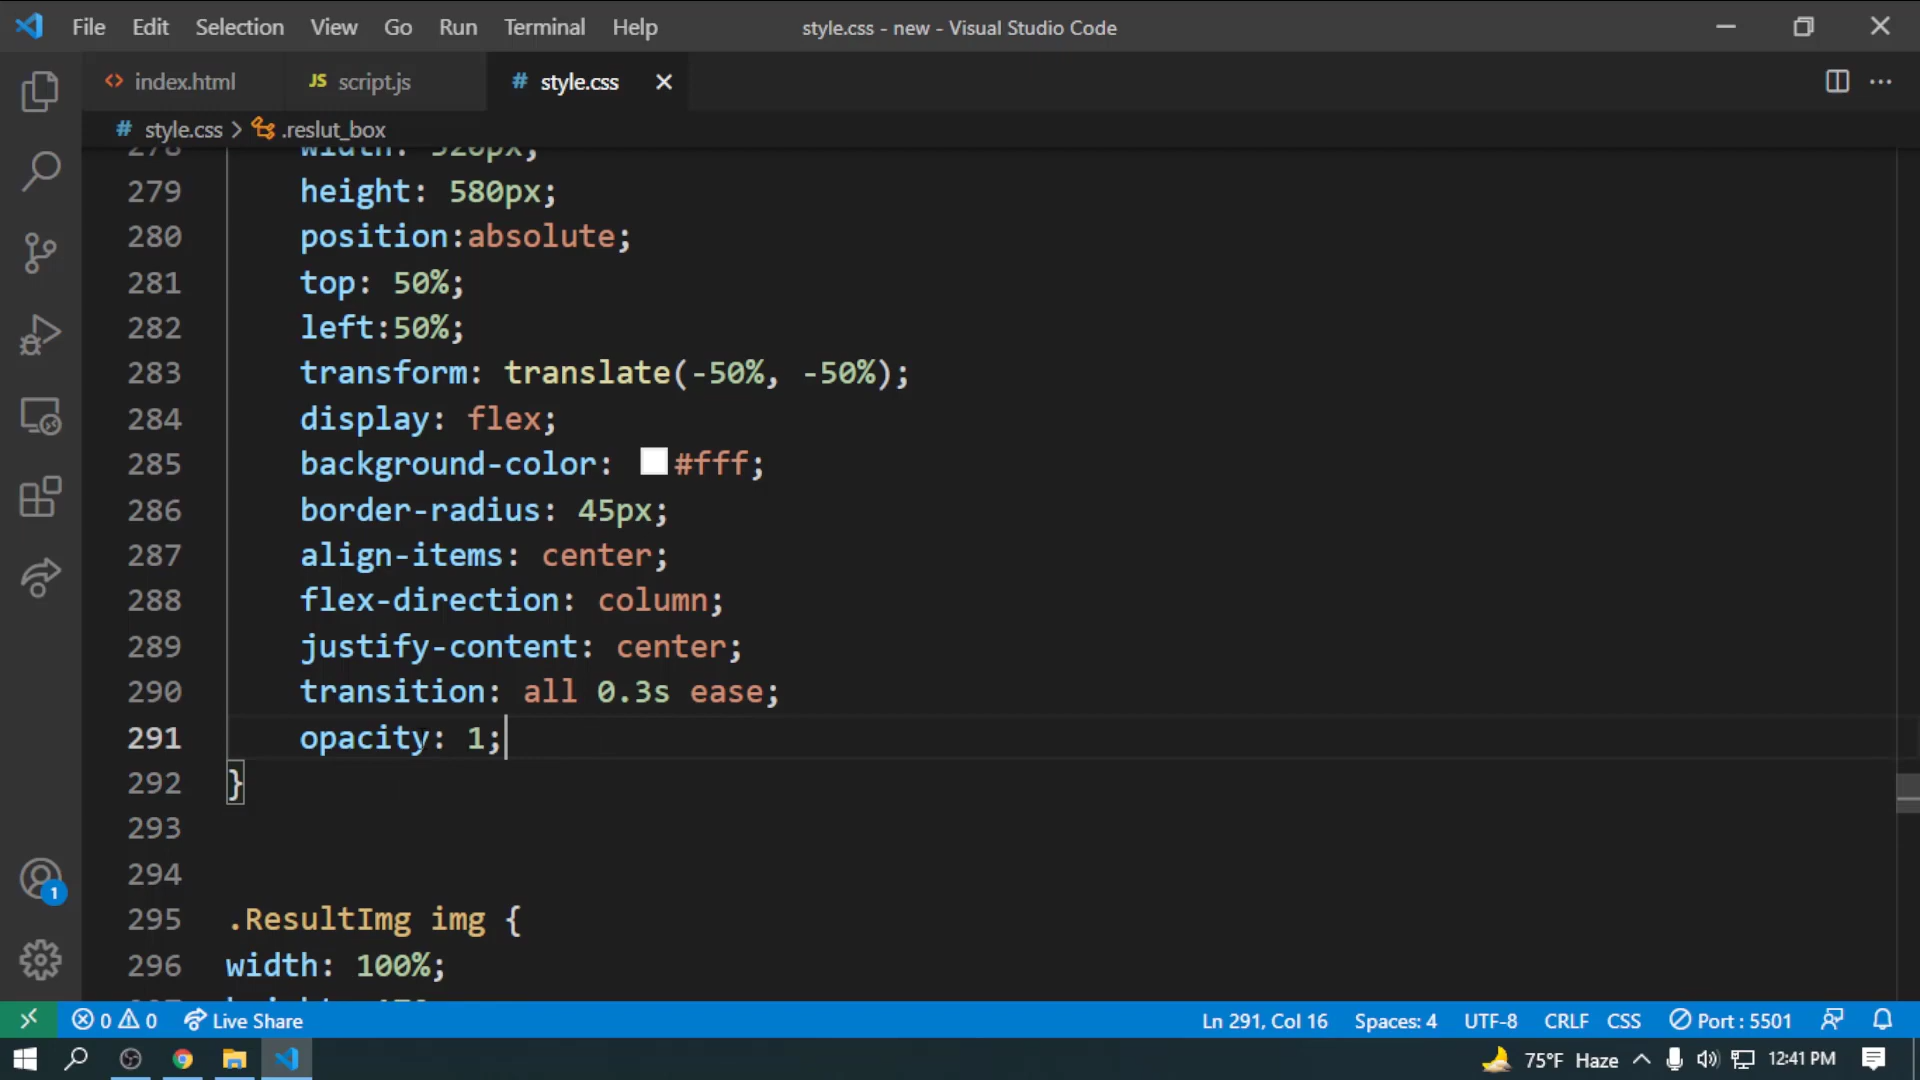 File Edit Selection View Go Run Terminal Help style.css - new - Visual Studio Code
<> index.html JS script.js # style.css
# style.css > .reslut_box
278 width: 520px;
279 height: 580px;
280 position:absolute;
281 top: 50%;
282 left:50%;
283 transform: translate(-50%, -50%);
284 display: flex;
285 background-color: #fff;
286 border-radius: 45px;
287 align-items: center;
288 flex-direction: column;
289 justify-content: center;
290 transition: all 0.3s ease;
291 opacity: 1;
292 }
293
294
295 .ResultImg img {
296 width: 100%;
1
0 0 Live Share Ln 291, Col 16 Spaces: 4 UTF-8 CRLF CSS Port : 5501
75°F Haze 12:41 PM